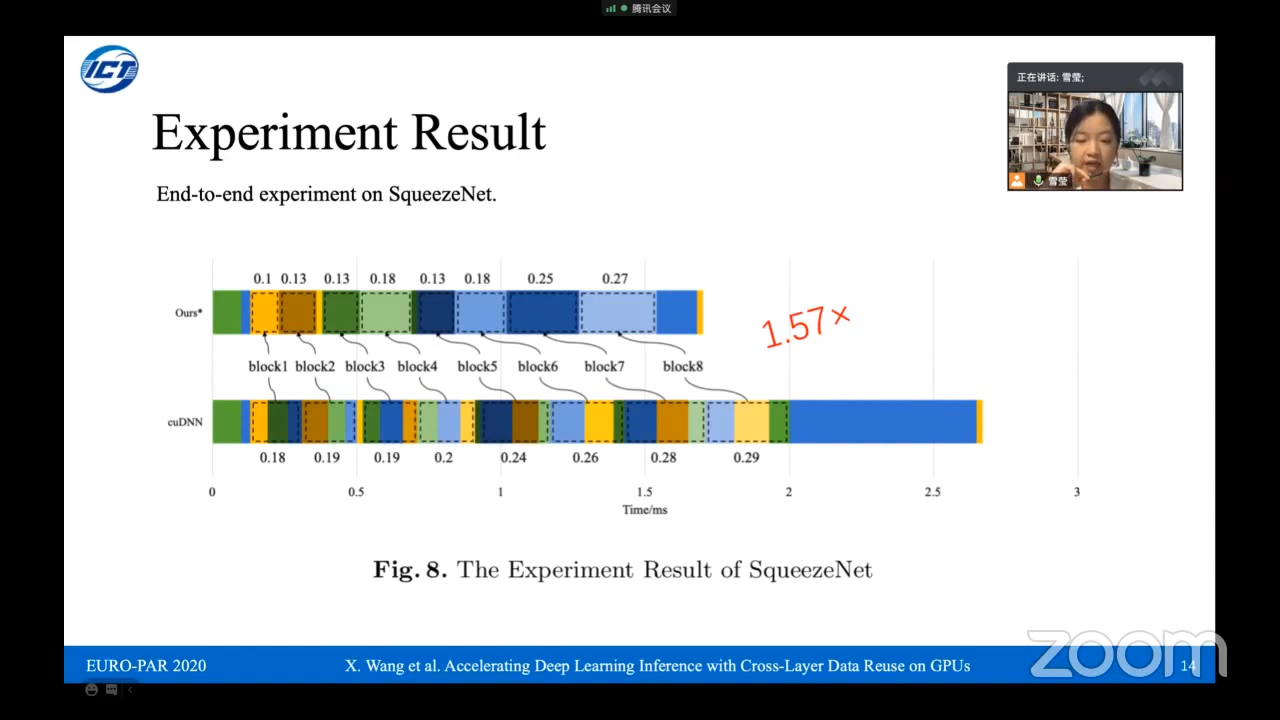 腾讯会议
ICT
正在讲话: 雪莹;
Experiment Result
雪莹
End-to-end experiment on SqueezeNet.
0.1 0.13 0.13 0.18 0.13 0.18 0.25 0.27
Ours*
1.57×
block1 block2 block3 block4 block5 block6 block7 block8
cuDNN
0.18 0.19 0.19 0.2 0.24 0.26 0.28 0.29
0 0.5 1 1.5 2 2.5 3
Time/ms
Fig. 8. The Experiment Result of SqueezeNet
zoom
EURO-PAR 2020 X. Wang et al. Accelerating Deep Learning Inference with Cross-Layer Data Reuse on GPUs 14